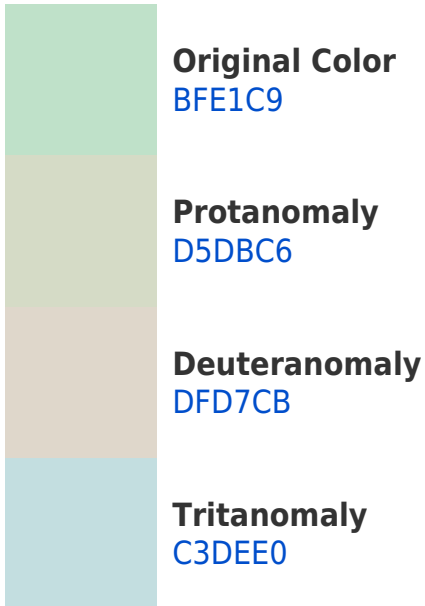 Original Color
BFE1C9
Protanomaly
D5DBC6
Deuteranomaly
DFD7CB
Tritanomaly
C3DEE0